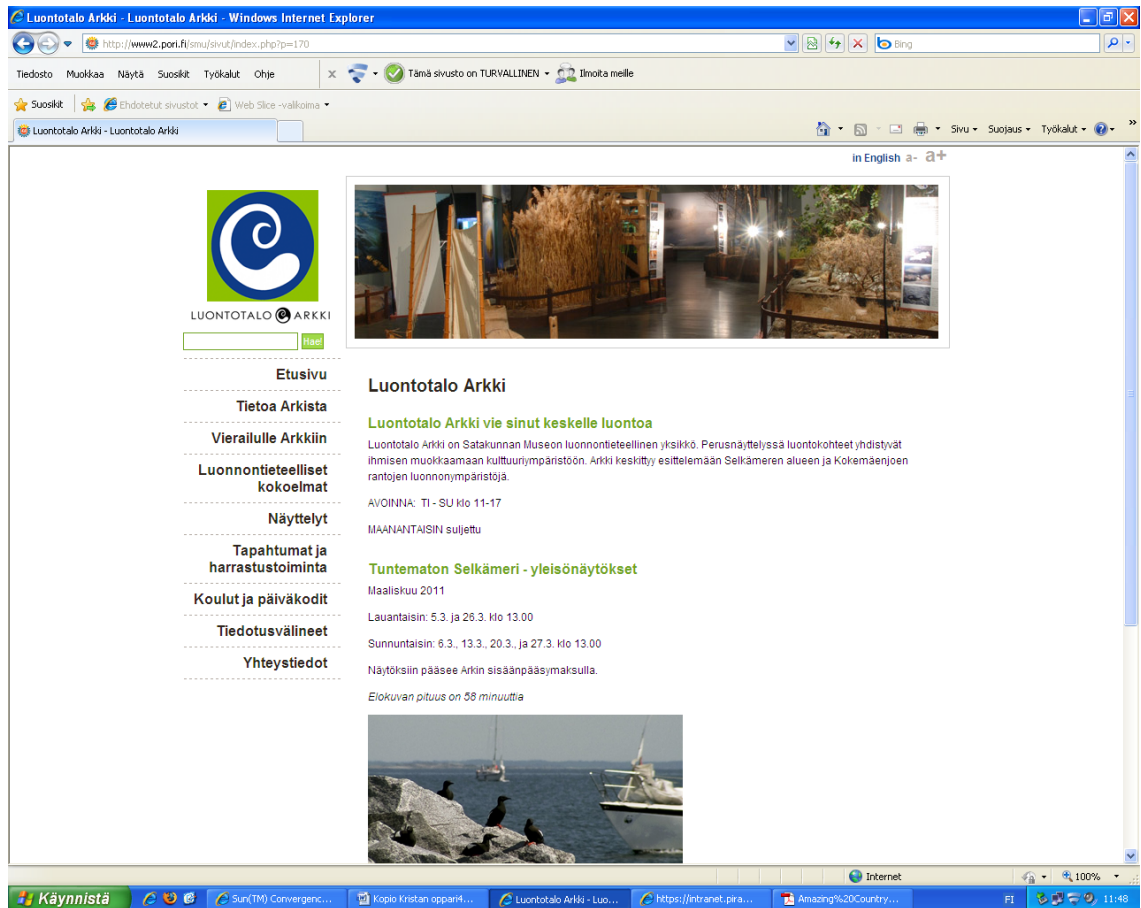 Luontotalo Arkki - Luontotalo Arkki - Windows Internet Explorer
http://www2.pori.fi/smu/sivut/index.php?p=170
Bing
Tiedosto Muokkaa Näytä Suosikit Työkalut Ohje x Tämä sivusto on TURVALLINEN Ilmoita meille
Suosikit Ehdotetut sivustot Web Slice -valikoima
Luontotalo Arkki - Luontotalo Arkki
Sivu Suojaus Työkalut »
in English a- a+
LUONTOTALO ARKKI
Hae!
Etusivu
Tietoa Arkista
Vierailulle Arkkiin
Luonnontieteelliset
kokoelmat
Näyttelyt
Tapahtumat ja
harrastustoiminta
Koulut ja päiväkodit
Tiedotusvälineet
Yhteystiedot
Luontotalo Arkki
Luontotalo Arkki vie sinut keskelle luontoa
Luontotalo Arkki on Satakunnan Museon luonnontieteellinen yksikkö. Perusnäyttelyssä luontokohteet yhdistyvät
ihmisen muokkaamaan kulttuuriympäristöön. Arkki keskittyy esittelemään Selkämeren alueen ja Kokemäenjoen
rantojen luonnonympäristöjä.
AVOINNA: TI - SU klo 11-17
MAANANTAISIN suljettu
Tuntematon Selkämeri - yleisönäytökset
Maaliskuu 2011
Lauantaisin: 5.3. ja 26.3. klo 13.00
Sunnuntaisin: 6.3., 13.3., 20.3., ja 27.3. klo 13.00
Näytöksiin pääsee Arkin sisäänpääsymaksulla.
Elokuvan pituus on 58 minuuttia
Internet 100%
Käynnistä Sun(TM) Convergenc... Kopio Kristan oppari4... Luontotalo Arkki - Luo... https://intranet.pira... Amazing%20Country... FI 11:48